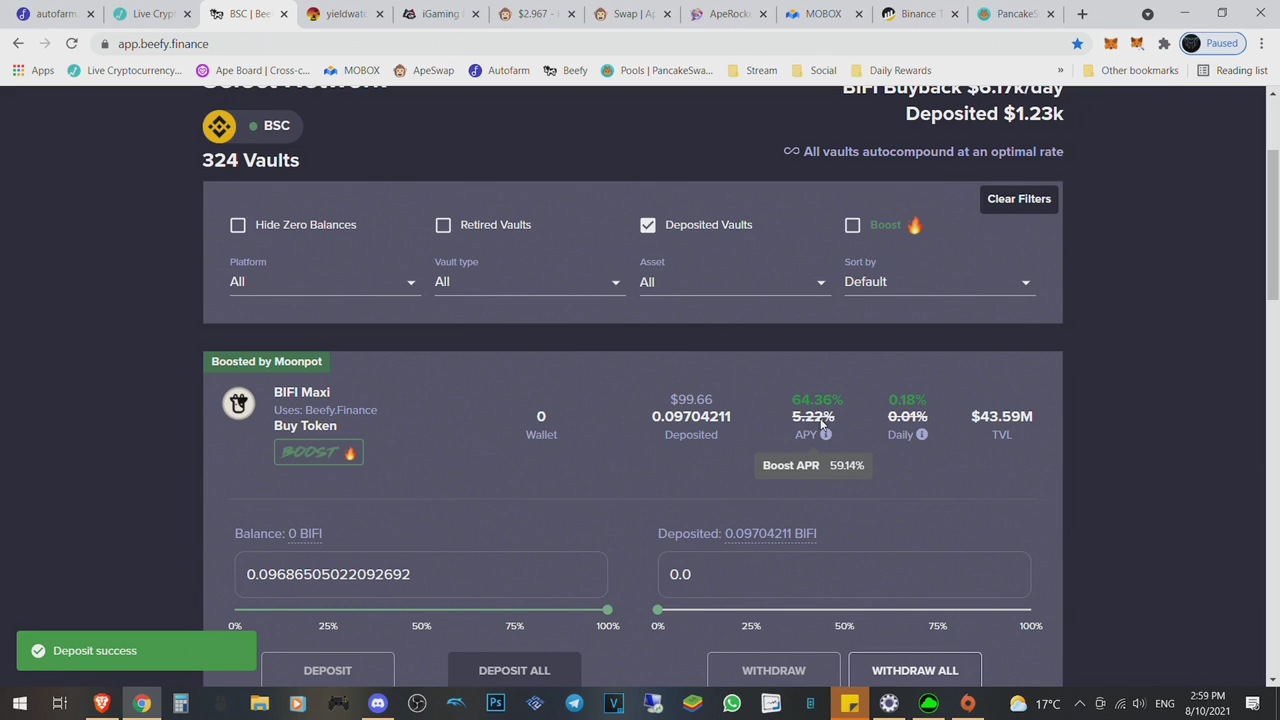 autofarm
Live Crypt
BSC | Beef
yieldwatc
iGaming |
$2.967 -
Swap | Ap
ApeRock
MOBOX
Binance T
PancakeS
app.beefy.finance
Paused
Apps
Live Cryptocurrency...
Ape Board | Cross-c...
MOBOX
ApeSwap
Autofarm
Beefy
Pools | PancakeSwa...
Stream
Social
Daily Rewards
»
Other bookmarks
Reading list
Select Network
BIFI Buyback $6.17k/day
BSC
Deposited $1.23k
324 Vaults
All vaults autocompound at an optimal rate
Clear Filters
Hide Zero Balances
Retired Vaults
Deposited Vaults
Boost
Platform
Vault type
Asset
Sort by
All
All
All
Default
Boosted by Moonpot
BIFI Maxi
Uses: Beefy.Finance
Buy Token
BOOST
0
Wallet
$99.66
0.09704211
Deposited
64.36%
5.22%
APY
0.18%
0.01%
Daily
$43.59M
TVL
Boost APR 59.14%
Balance: 0 BIFI
Deposited: 0.09704211 BIFI
0.09686505022092692
0.0
0% 25% 50% 75% 100%
0% 25% 50% 75% 100%
Deposit success
DEPOSIT
DEPOSIT ALL
WITHDRAW
WITHDRAW ALL
17°C
ENG
2:59 PM
8/10/2021